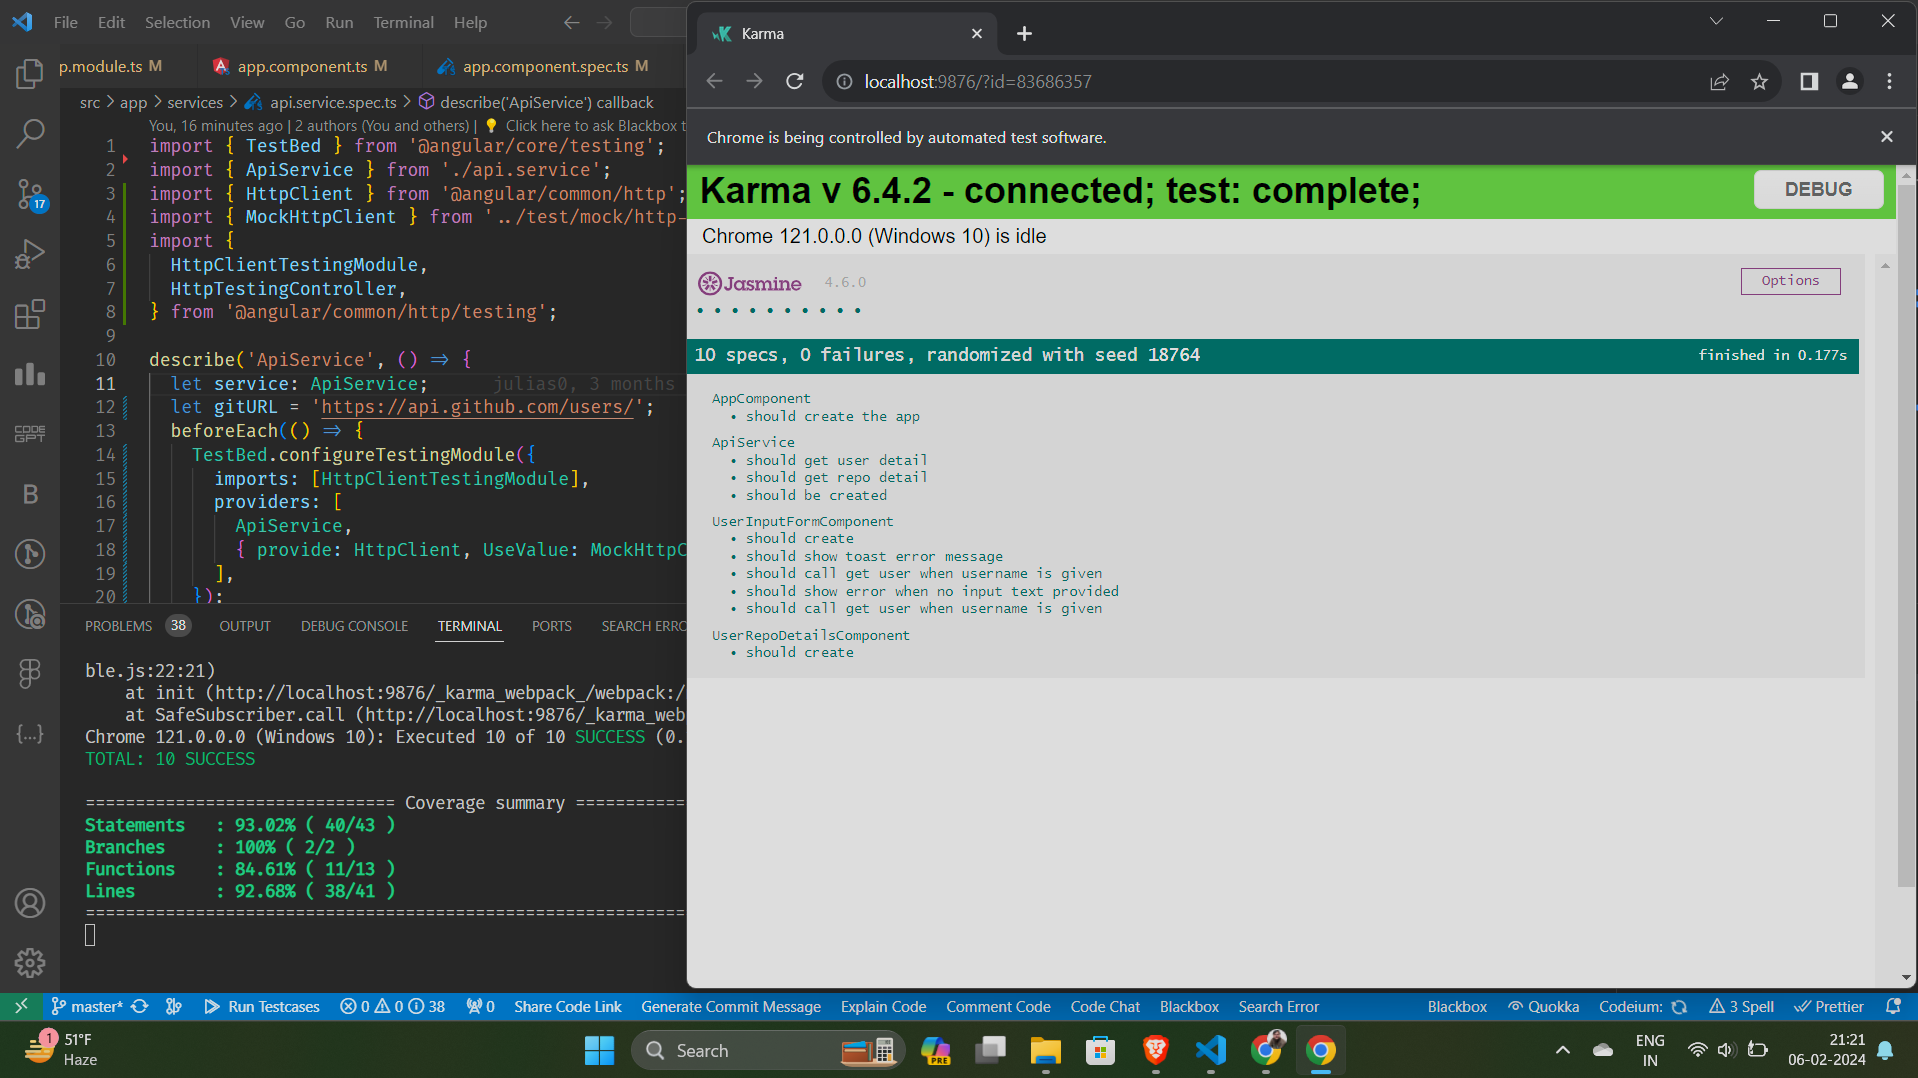 File Edit Selection View Go Run Terminal Help
p.module.ts M app.component.ts M app.component.spec.ts M
src > app > services > api.service.spec.ts > describe('ApiService') callback
You, 16 minutes ago | 2 authors (You and others) | 💡 Click here to ask Blackbox t
1 import { TestBed } from '@angular/core/testing';
2 import { ApiService } from './api.service';
3 import { HttpClient } from '@angular/common/http';
4 import { MockHttpClient } from '../test/mock/http-
5 import {
6 HttpClientTestingModule,
7 HttpTestingController,
8 } from '@angular/common/http/testing';
9
10 describe('ApiService', () => {
11 let service: ApiService; julias0, 3 months
12 let gitURL = 'https://api.github.com/users/';
13 beforeEach(() => {
14 TestBed.configureTestingModule({
15 imports: [HttpClientTestingModule],
16 providers: [
17 ApiService,
18 { provide: HttpClient, UseValue: MockHttpC
19 ],
20 });
PROBLEMS 38 OUTPUT DEBUG CONSOLE TERMINAL PORTS SEARCH ERRO
ble.js:22:21)
at init (http://localhost:9876/_karma_webpack_/webpack:/
at SafeSubscriber.call (http://localhost:9876/_karma_web
Chrome 121.0.0.0 (Windows 10): Executed 10 of 10 SUCCESS (0.
TOTAL: 10 SUCCESS
=============================== Coverage summary ===========
Statements : 93.02% ( 40/43 )
Branches : 100% ( 2/2 )
Functions : 84.61% ( 11/13 )
Lines : 92.68% ( 38/41 )
============================================================
17
CODE
GPT
B
{...}
Karma
localhost:9876/?id=83686357
Chrome is being controlled by automated test software.
Karma v 6.4.2 - connected; test: complete;
DEBUG
Chrome 121.0.0.0 (Windows 10) is idle
Jasmine 4.6.0
Options
• • • • • • • • • •
10 specs, 0 failures, randomized with seed 18764
finished in 0.177s
AppComponent
• should create the app
ApiService
• should get user detail
• should get repo detail
• should be created
UserInputFormComponent
• should create
• should show toast error message
• should call get user when username is given
• should show error when no input text provided
• should call get user when username is given
UserRepoDetailsComponent
• should create
master* Run Testcases 0 0 38 0 Share Code Link Generate Commit Message Explain Code Comment Code Code Chat Blackbox Search Error Blackbox Quokka Codeium: 3 Spell Prettier
1
51°F
Haze
Search
PRE
ENG
IN
21:21
06-02-2024